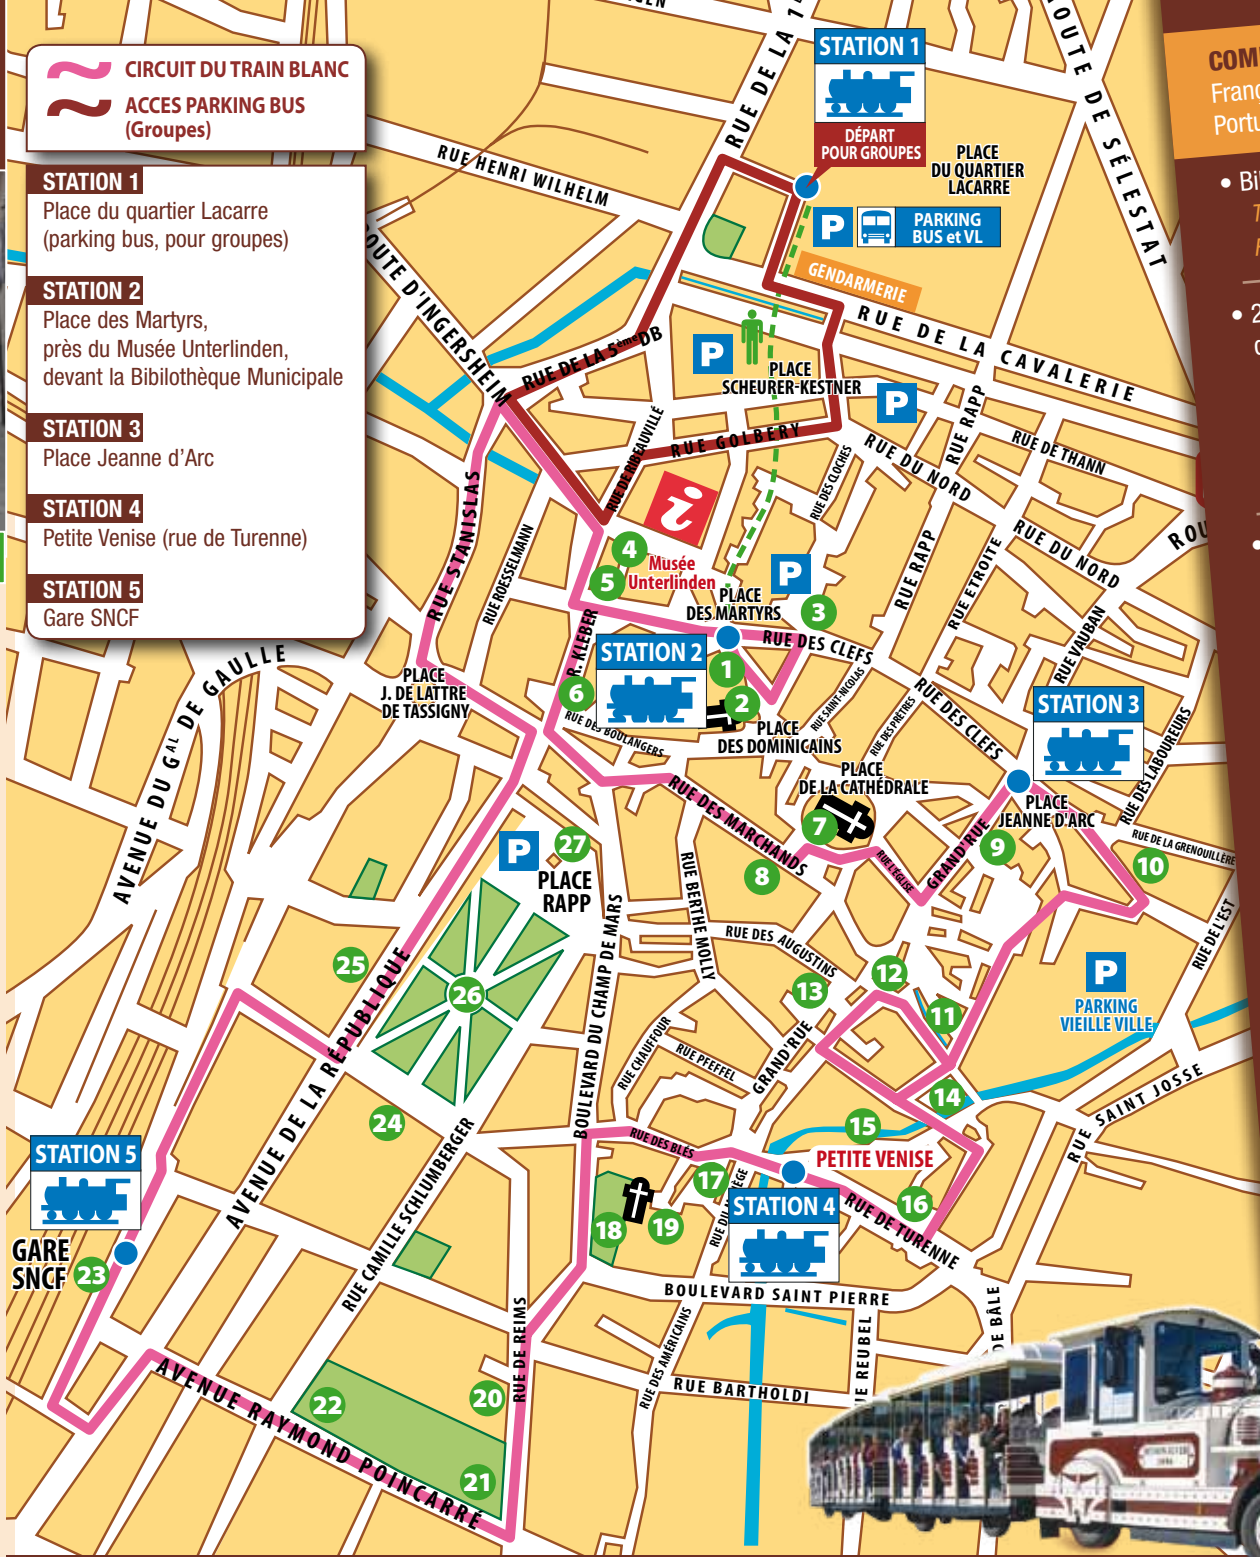 CIRCUIT DU TRAIN BLANC
ACCES PARKING BUS
(Groupes)
STATION 1
Place du quartier Lacarre
(parking bus, pour groupes)
STATION 2
Place des Martyrs,
près du Musée Unterlinden,
devant la Bibilothèque Municipale
STATION 3
Place Jeanne d'Arc
STATION 4
Petite Venise (rue de Turenne)
STATION 5
Gare SNCF
RUE DE LA 1
ROUTE DE SÉLESTAT
STATION 1
DÉPART
POUR GROUPES
PLACE
DU QUARTIER
LACARRE
P
PARKING
BUS et VL
GENDARMERIE
RUE HENRI WILHELM
ROUTE D'INGERSHEIM
RUE DE LA 5ème DB
P
PLACE
SCHEURER-KESTNER
RUE DE LA CAVALERIE
P
RUE RAPP
RUE DE THANN
RUE GOLBERY
RUE DE RIBEAUVILLÉ
RUE DES CLOCHES
RUE DU NORD
RUE DU NORD
RUE STANISLAS
RUE ROESSELMANN
i
4
5
Musée
Unterlinden
P
PLACE
DES MARTYRS
3
RUE RAPP
RUE ETROITE
RUE VAUBAN
R. KLEBER
STATION 2
1
2
RUE DES CLEFS
RUE DES CLEFS
RUE SAINT-NICOLAS
RUE DES PRÊTRES
STATION 3
RUE DES LABOUREURS
AVENUE DU GAL DE GAULLE
PLACE
J. DE LATTRE
DE TASSIGNY
6
RUE DES BOULANGERS
PLACE
DES DOMINICAINS
PLACE
DE LA CATHÉDRALE
7
RUE DES MARCHANDS
8
RUE L'ÉGLISE
GRAND'RUE
9
PLACE
JEANNE D'ARC
10
RUE DE LA GRENOUILLÈRE
RUE DE L'EST
P
27
PLACE
RAPP
RUE BERTHE MOLLY
RUE DES AUGUSTINS
12
13
11
P
PARKING
VIEILLE VILLE
25
26
AVENUE DE LA RÉPUBLIQUE
BOULEVARD DU CHAMP DE MARS
RUE CHAUFFOUR
RUE PFEFFEL
GRAND'RUE
14
15
RUE SAINT JOSSE
24
RUE CAMILLE SCHLUMBERGER
RUE DES BLÉS
PETITE VENISE
16
17
18
19
STATION 4
RUE DE TURENNE
STATION 5
GARE
SNCF
23
BOULEVARD SAINT PIERRE
RUE DES AMÉRICAINS
RUE BARTHOLDI
RUE DE REIMS
20
21
22
AVENUE RAYMOND POINCARRÉ